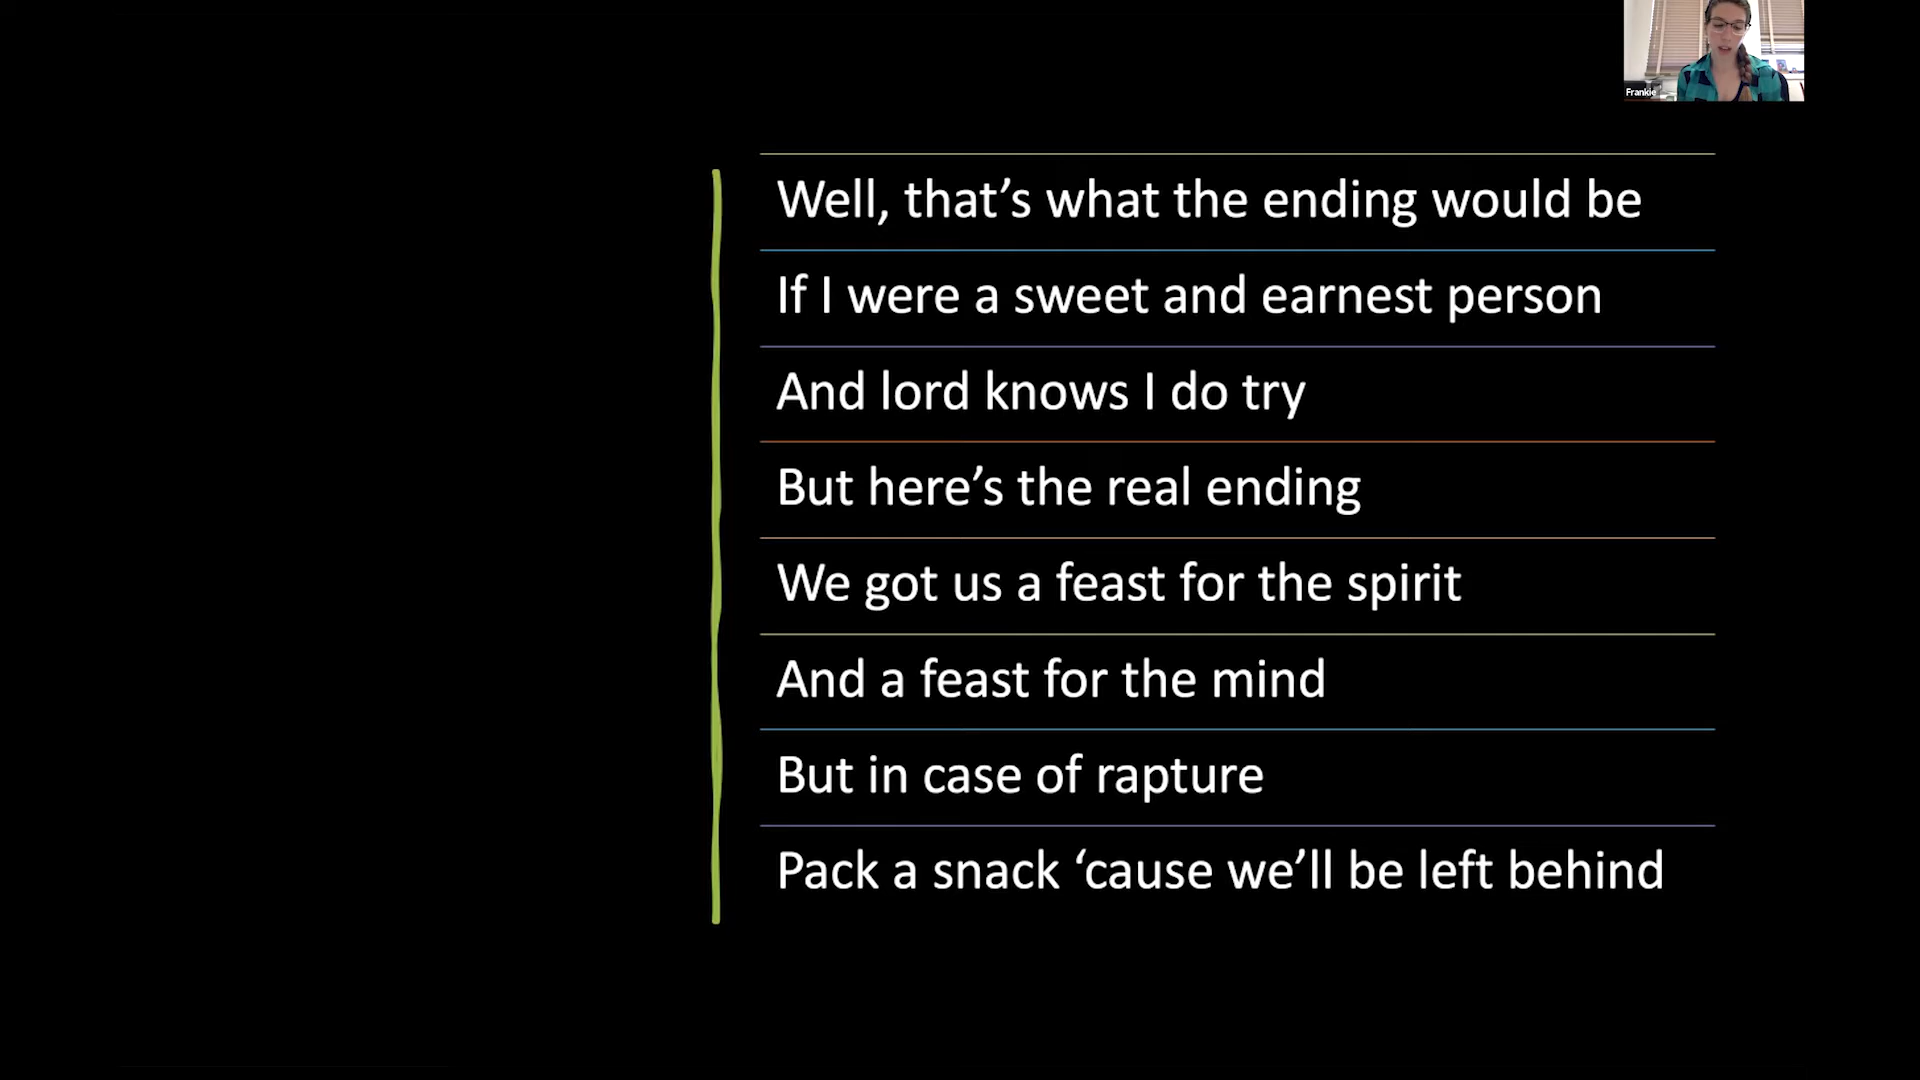 Frankie
Well, that’s what the ending would be
If I were a sweet and earnest person
And lord knows I do try
But here’s the real ending
We got us a feast for the spirit
And a feast for the mind
But in case of rapture
Pack a snack ‘cause we’ll be left behind